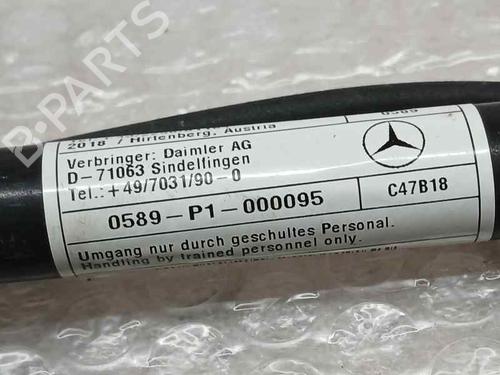 2018 / Hirtenberg, Austria
0589
Verbringer: Daimler AG
D-71063 Sindelfingen
Tel.: +49/7031/90-0
0589-P1-000095
C47B18
Umgang nur durch geschultes Personal.
Handling by trained personnel only.
B-Parts